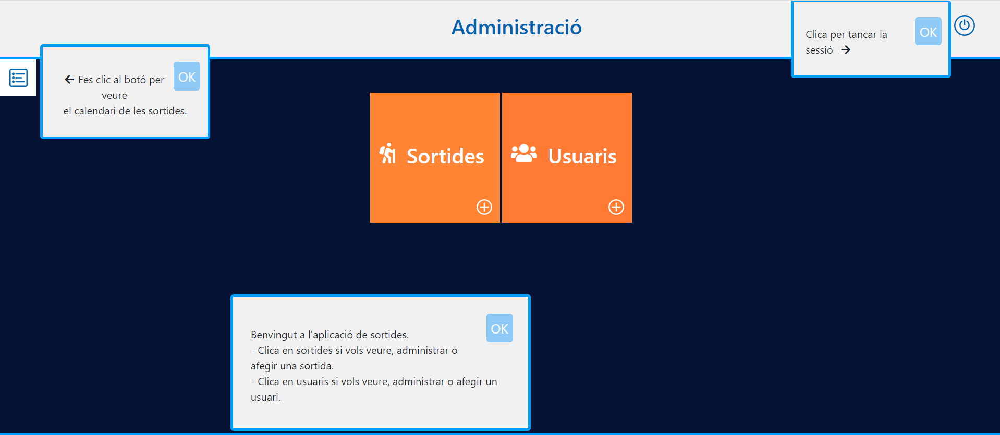 Administració
Clica per tancar la
sessió →
OK
← Fes clic al botó per
veure
el calendari de les sortides.
OK
Sortides
Usuaris
Benvingut a l'aplicació de sortides.
- Clica en sortides si vols veure, administrar o
afegir una sortida.
- Clica en usuaris si vols veure, administrar o afegir un
usuari.
OK